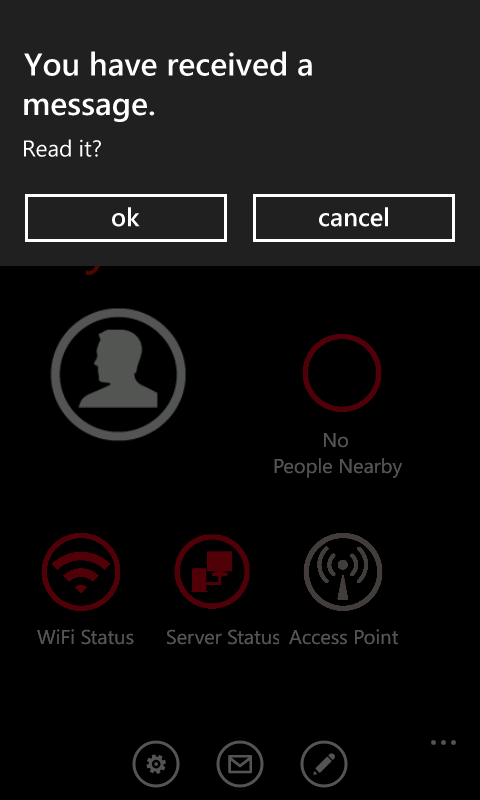 You have received a
message.
Read it?
ok cancel
No
People Nearby
WiFi Status Server Status Access Point